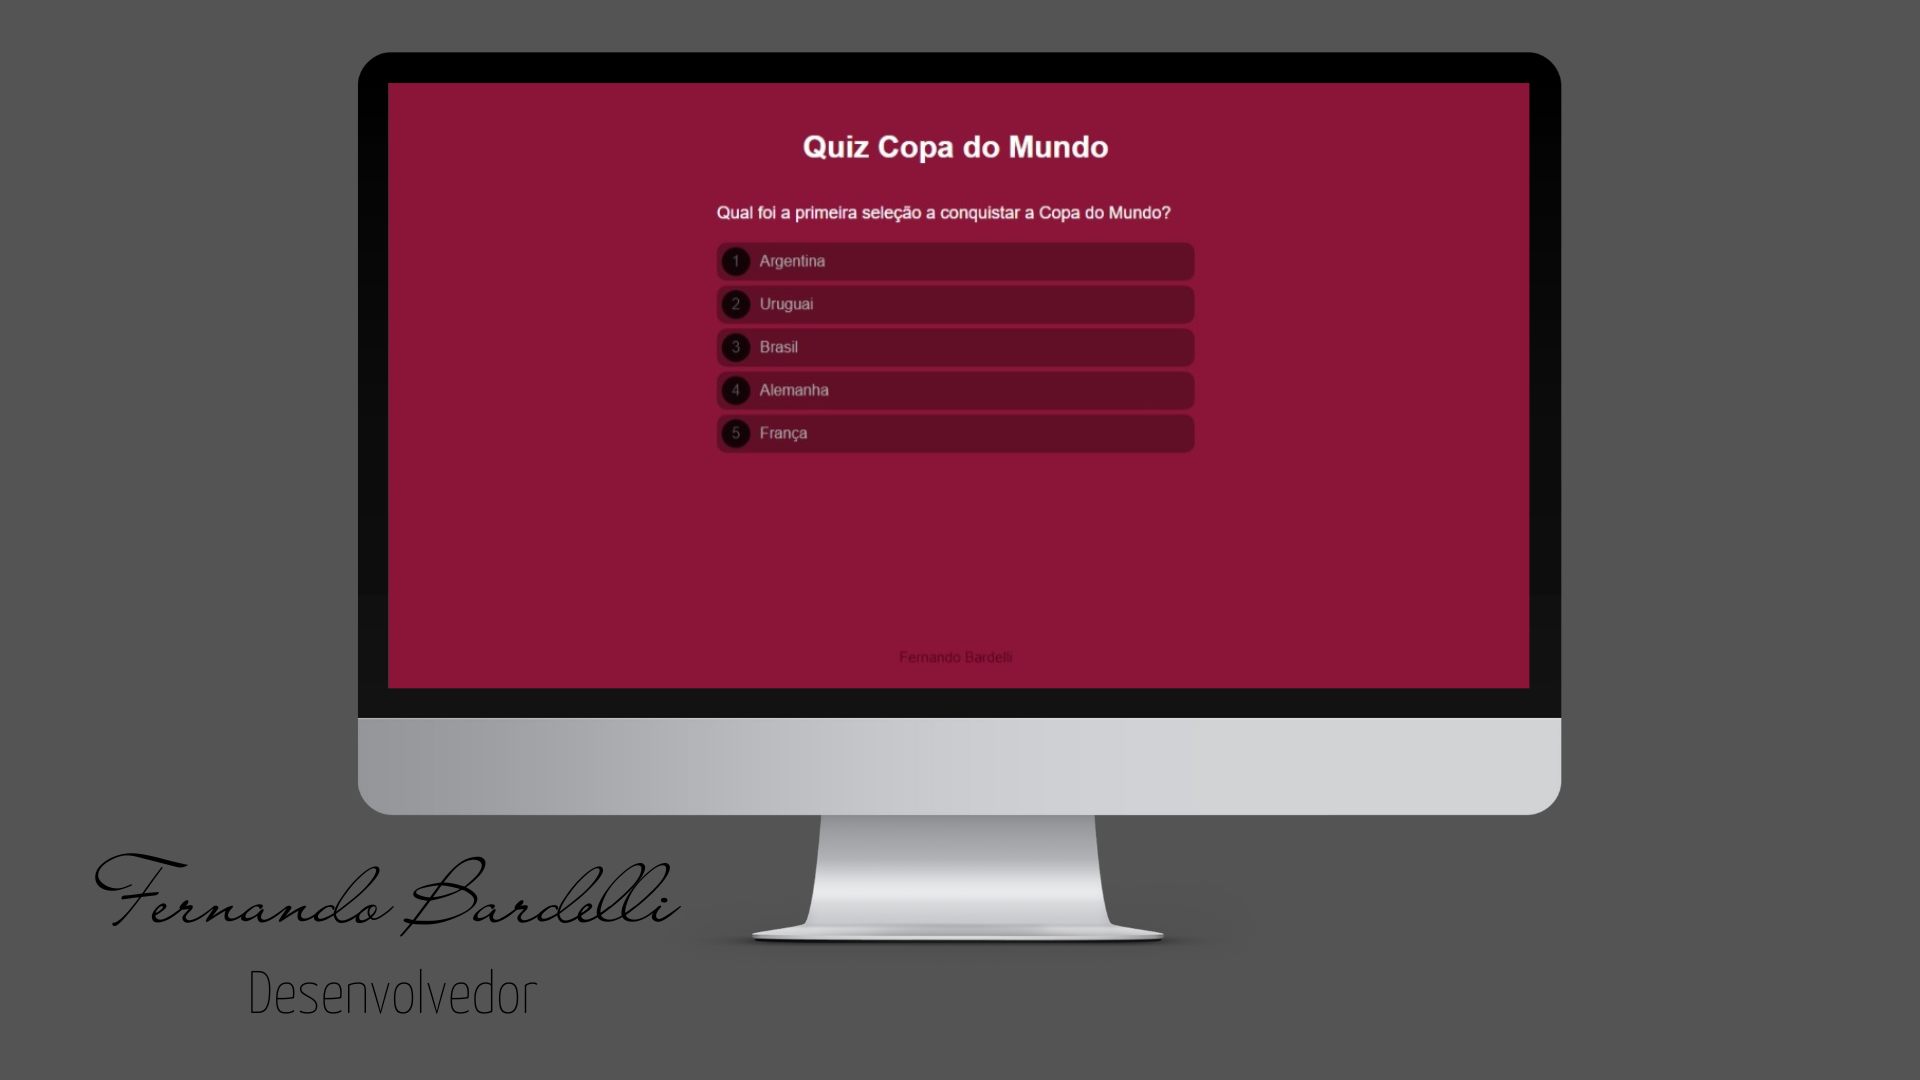 Quiz Copa do Mundo
Qual foi a primeira seleção a conquistar a Copa do Mundo?
1 Argentina
2 Uruguai
3 Brasil
4 Alemanha
5 França
Fernando Bardelli
Fernando Bardelli
Desenvolvedor